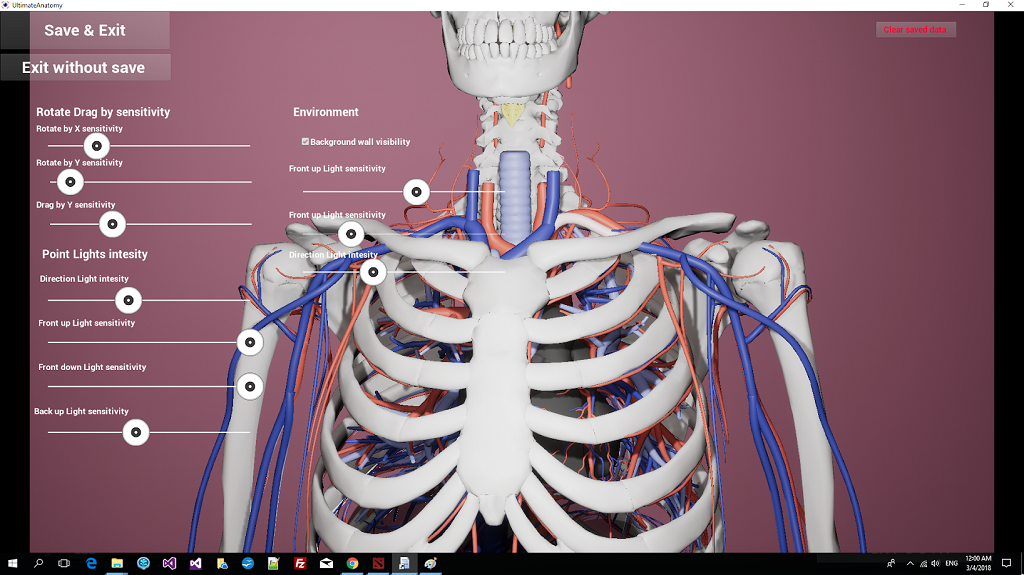 UltimateAnatomy
Save & Exit
Clear saved data
Exit without save
Rotate Drag by sensitivity
Rotate by X sensitivity
Rotate by Y sensitivity
Drag by Y sensitivity
Point Lights intesity
Direction Light intesity
Front up Light sensitivity
Front down Light sensitivity
Back up Light sensitivity
Environment
Background wall visibility
Front up Light sensitivity
Front up Light sensitivity
Direction Light intesity
ENG
12:00 AM
3/4/2018